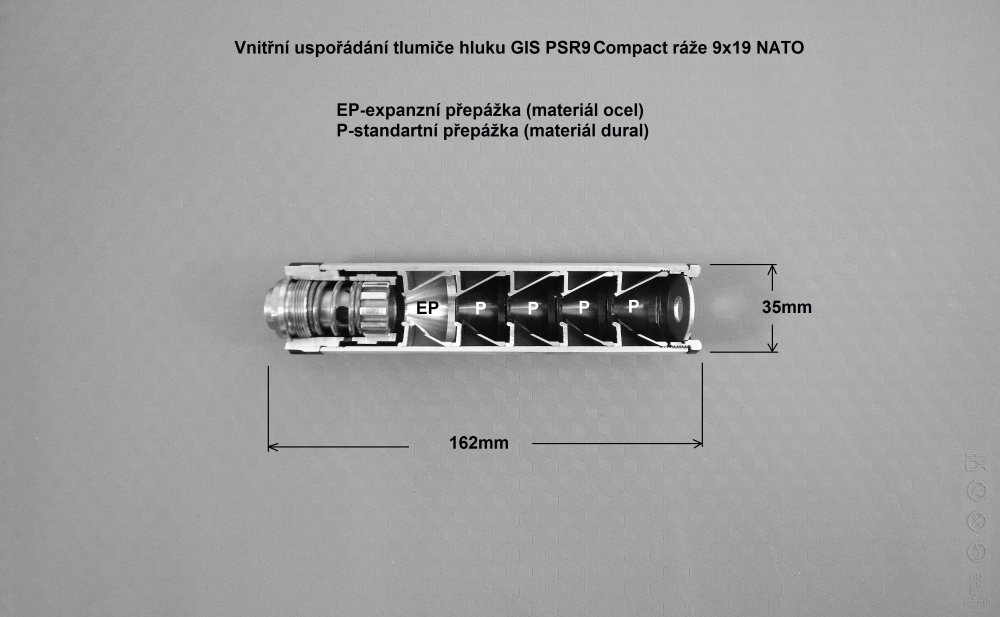 Vnitřní uspořádání tlumiče hluku GIS PSR9 Compact ráže 9x19 NATO
EP-expanzní přepážka (materiál ocel)
P-standartní přepážka (materiál dural)
EP P P P P
35mm
162mm